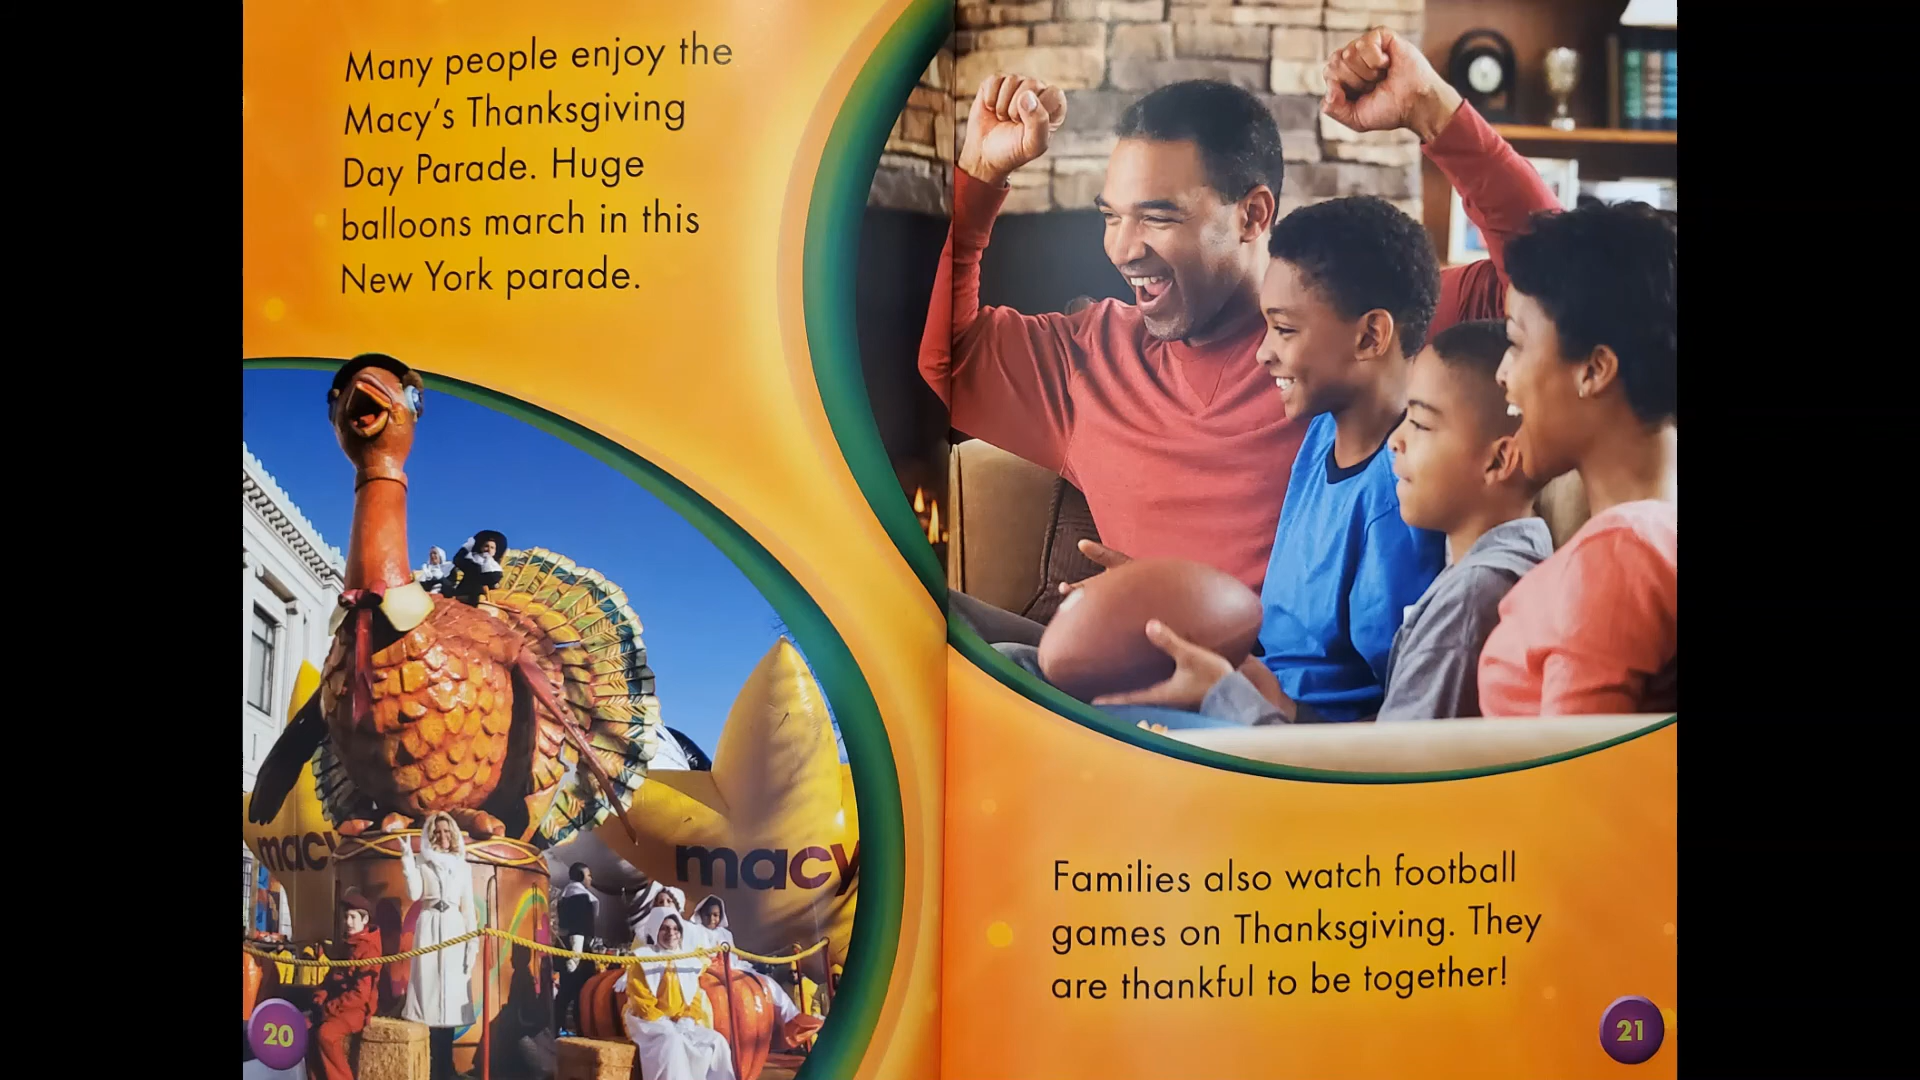 Many people enjoy the
Macy's Thanksgiving
Day Parade. Huge
balloons march in this
New York parade.
macy
macy
20
Families also watch football
games on Thanksgiving. They
are thankful to be together!
21